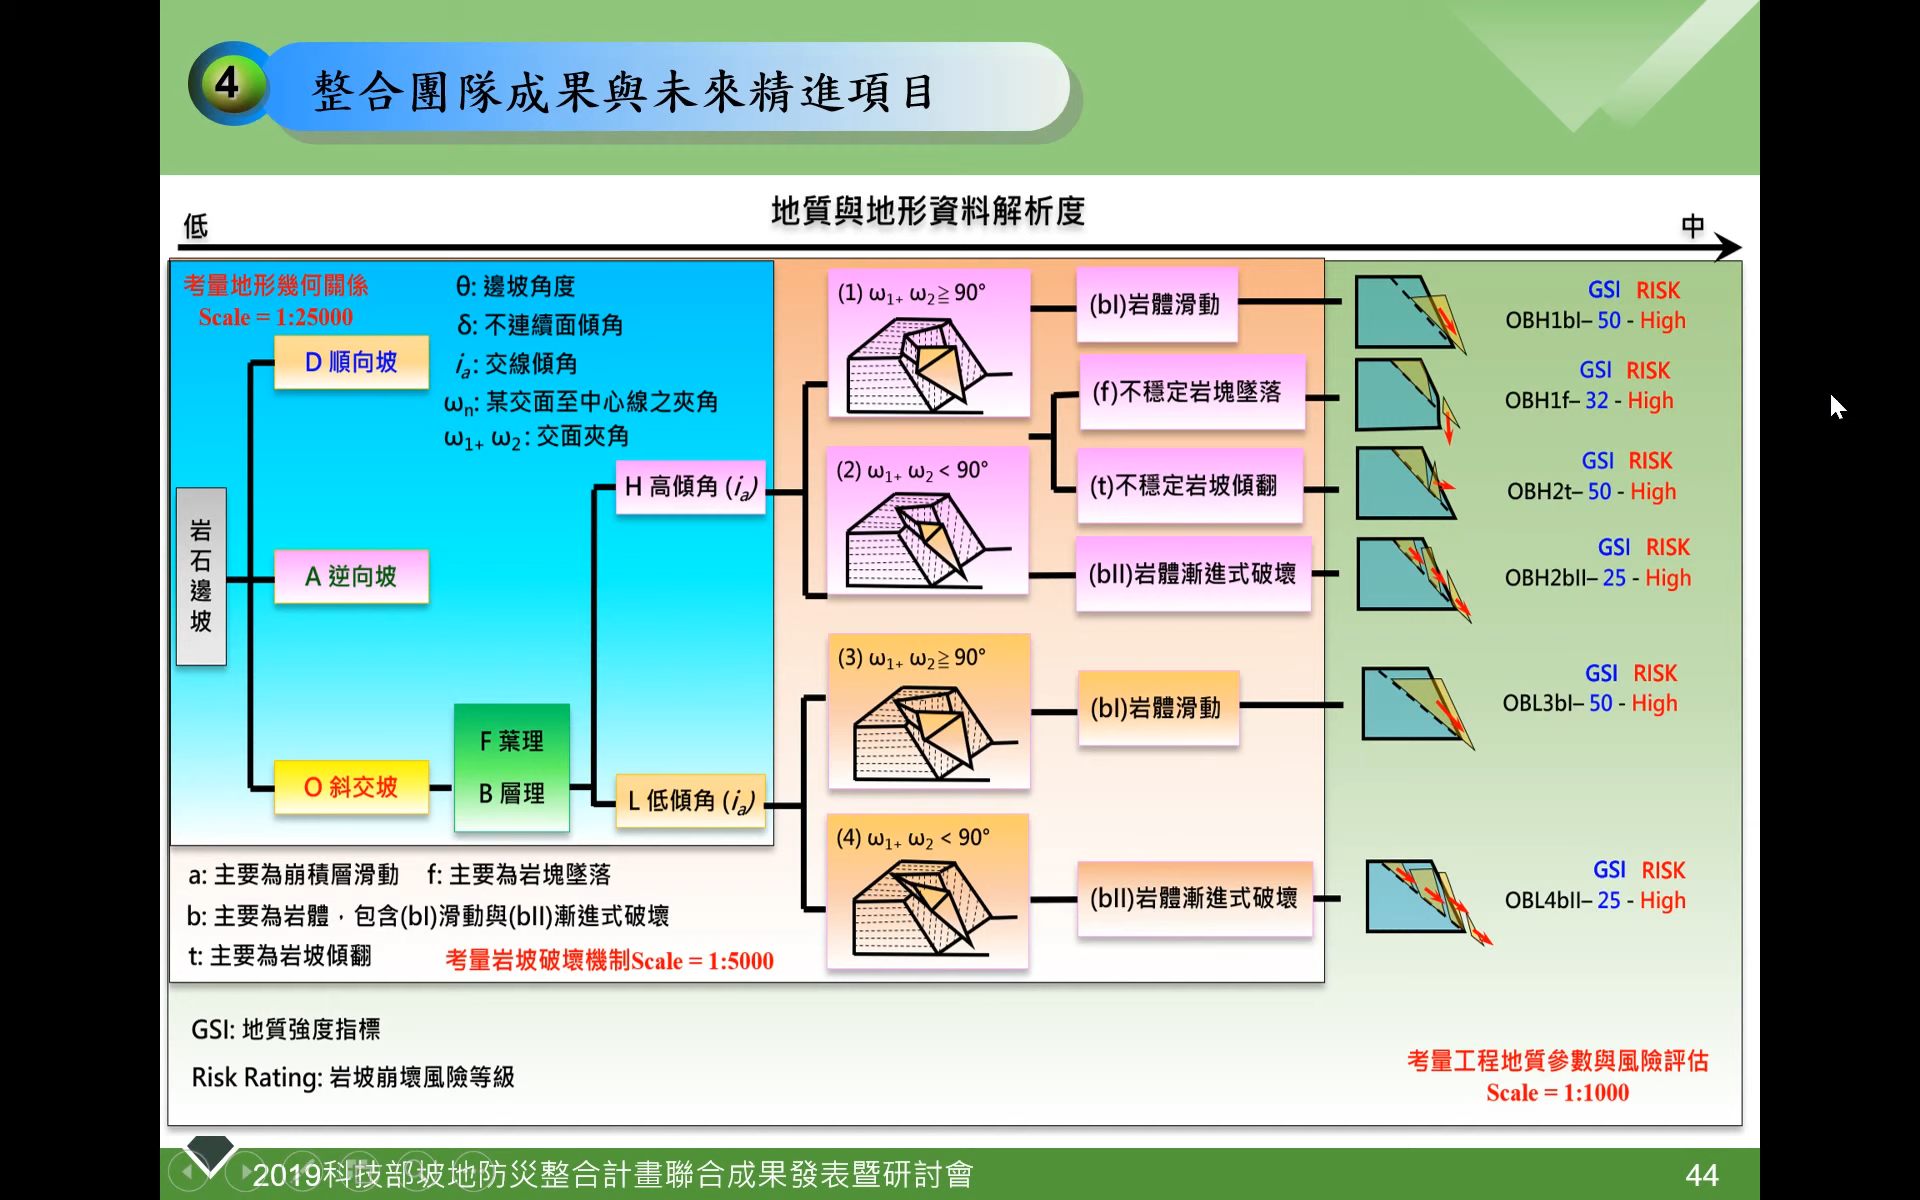 4
整合團隊成果與未來精進項目
地質與地形資料解析度
低
中
考量地形幾何關係
Scale = 1:25000
θ: 邊坡角度
δ: 不連續面傾角
iₐ: 交線傾角
ωₙ: 某交面至中心線之夾角
ω₁₊ ω₂: 交面夾角
岩石邊坡
D 順向坡
A 逆向坡
O 斜交坡
F 葉理
B 層理
H 高傾角 (iₐ)
L 低傾角 (iₐ)
(1) ω₁₊ ω₂≧90°
(2) ω₁₊ ω₂ < 90°
(3) ω₁₊ ω₂≧90°
(4) ω₁₊ ω₂ < 90°
(bI)岩體滑動
(f)不穩定岩塊墜落
(t)不穩定岩坡傾翻
(bII)岩體漸進式破壞
(bI)岩體滑動
(bII)岩體漸進式破壞
GSI RISK
OBH1bI– 50 - High
GSI RISK
OBH1f– 32 - High
GSI RISK
OBH2t– 50 - High
GSI RISK
OBH2bII– 25 - High
GSI RISK
OBL3bI– 50 - High
GSI RISK
OBL4bII– 25 - High
a: 主要為崩積層滑動 f: 主要為岩塊墜落
b: 主要為岩體，包含(bI)滑動與(bII)漸進式破壞
t: 主要為岩坡傾翻
考量岩坡破壞機制Scale = 1:5000
GSI: 地質強度指標
Risk Rating: 岩坡崩壞風險等級
考量工程地質參數與風險評估
Scale = 1:1000
2019科技部坡地防災整合計畫聯合成果發表暨研討會
44